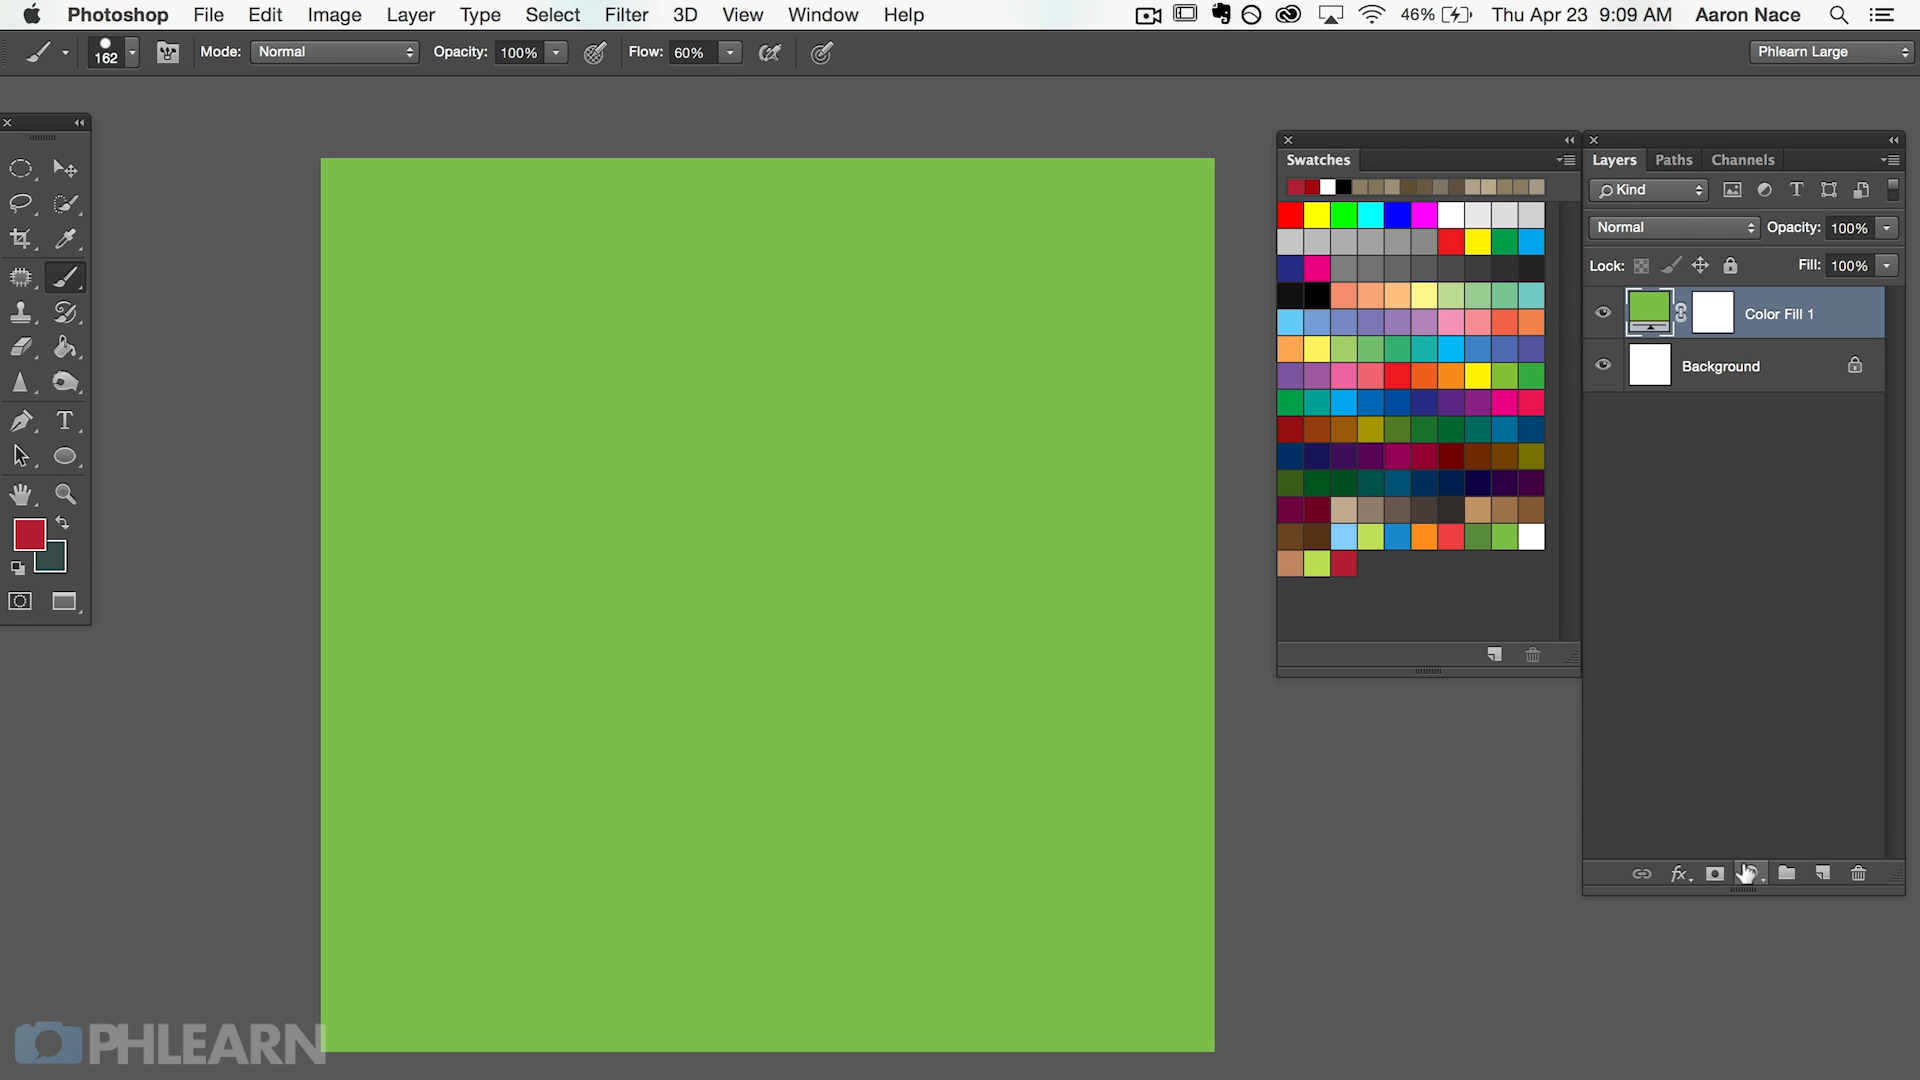 Photoshop File Edit Image Layer Type Select Filter 3D View Window Help 46% Thu Apr 23 9:09 AM Aaron Nace
162 Mode: Normal Opacity: 100% Flow: 60% Phlearn Large
Swatches
Layers Paths Channels
Kind
Normal Opacity: 100%
Lock: Fill: 100%
Color Fill 1
Background
fx
PHLEARN